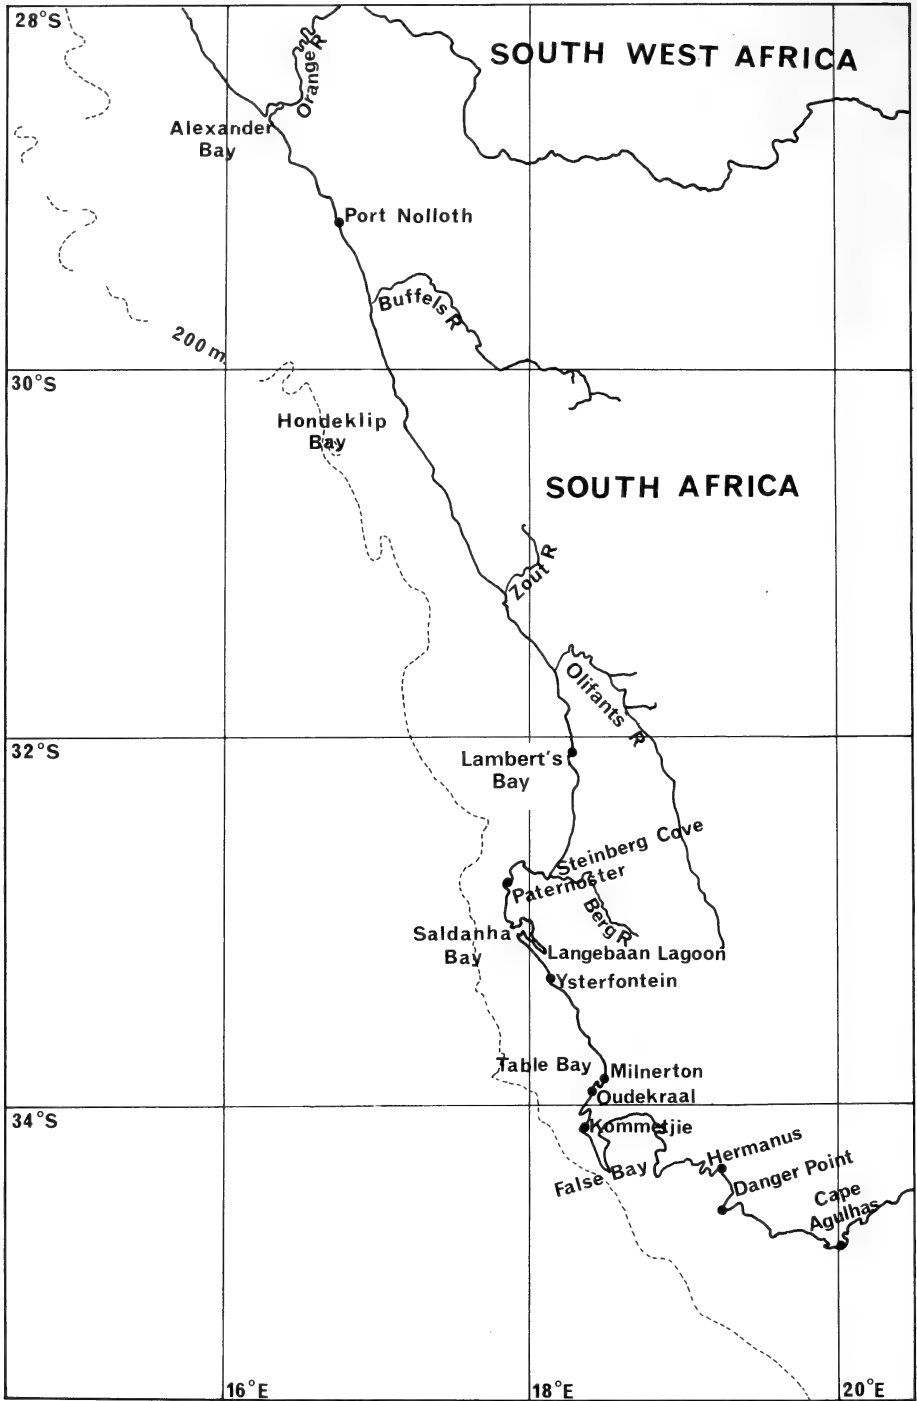 28°S
SOUTH WEST AFRICA
Orange R
Alexander
Bay
Port Nolloth
Buffels R
200 m
30°S
Hondeklip
Bay
SOUTH AFRICA
Zout R
Olifants R
32°S
Lambert's
Bay
Steinberg Cove
Paternoster
Berg R
Saldanha
Bay
Langebaan Lagoon
Ysterfontein
Table Bay
Milnerton
Oudekraal
34°S
Kommetjie
Hermanus
False Bay
Danger Point
Cape
Agulhas
16°E
18°E
20°E